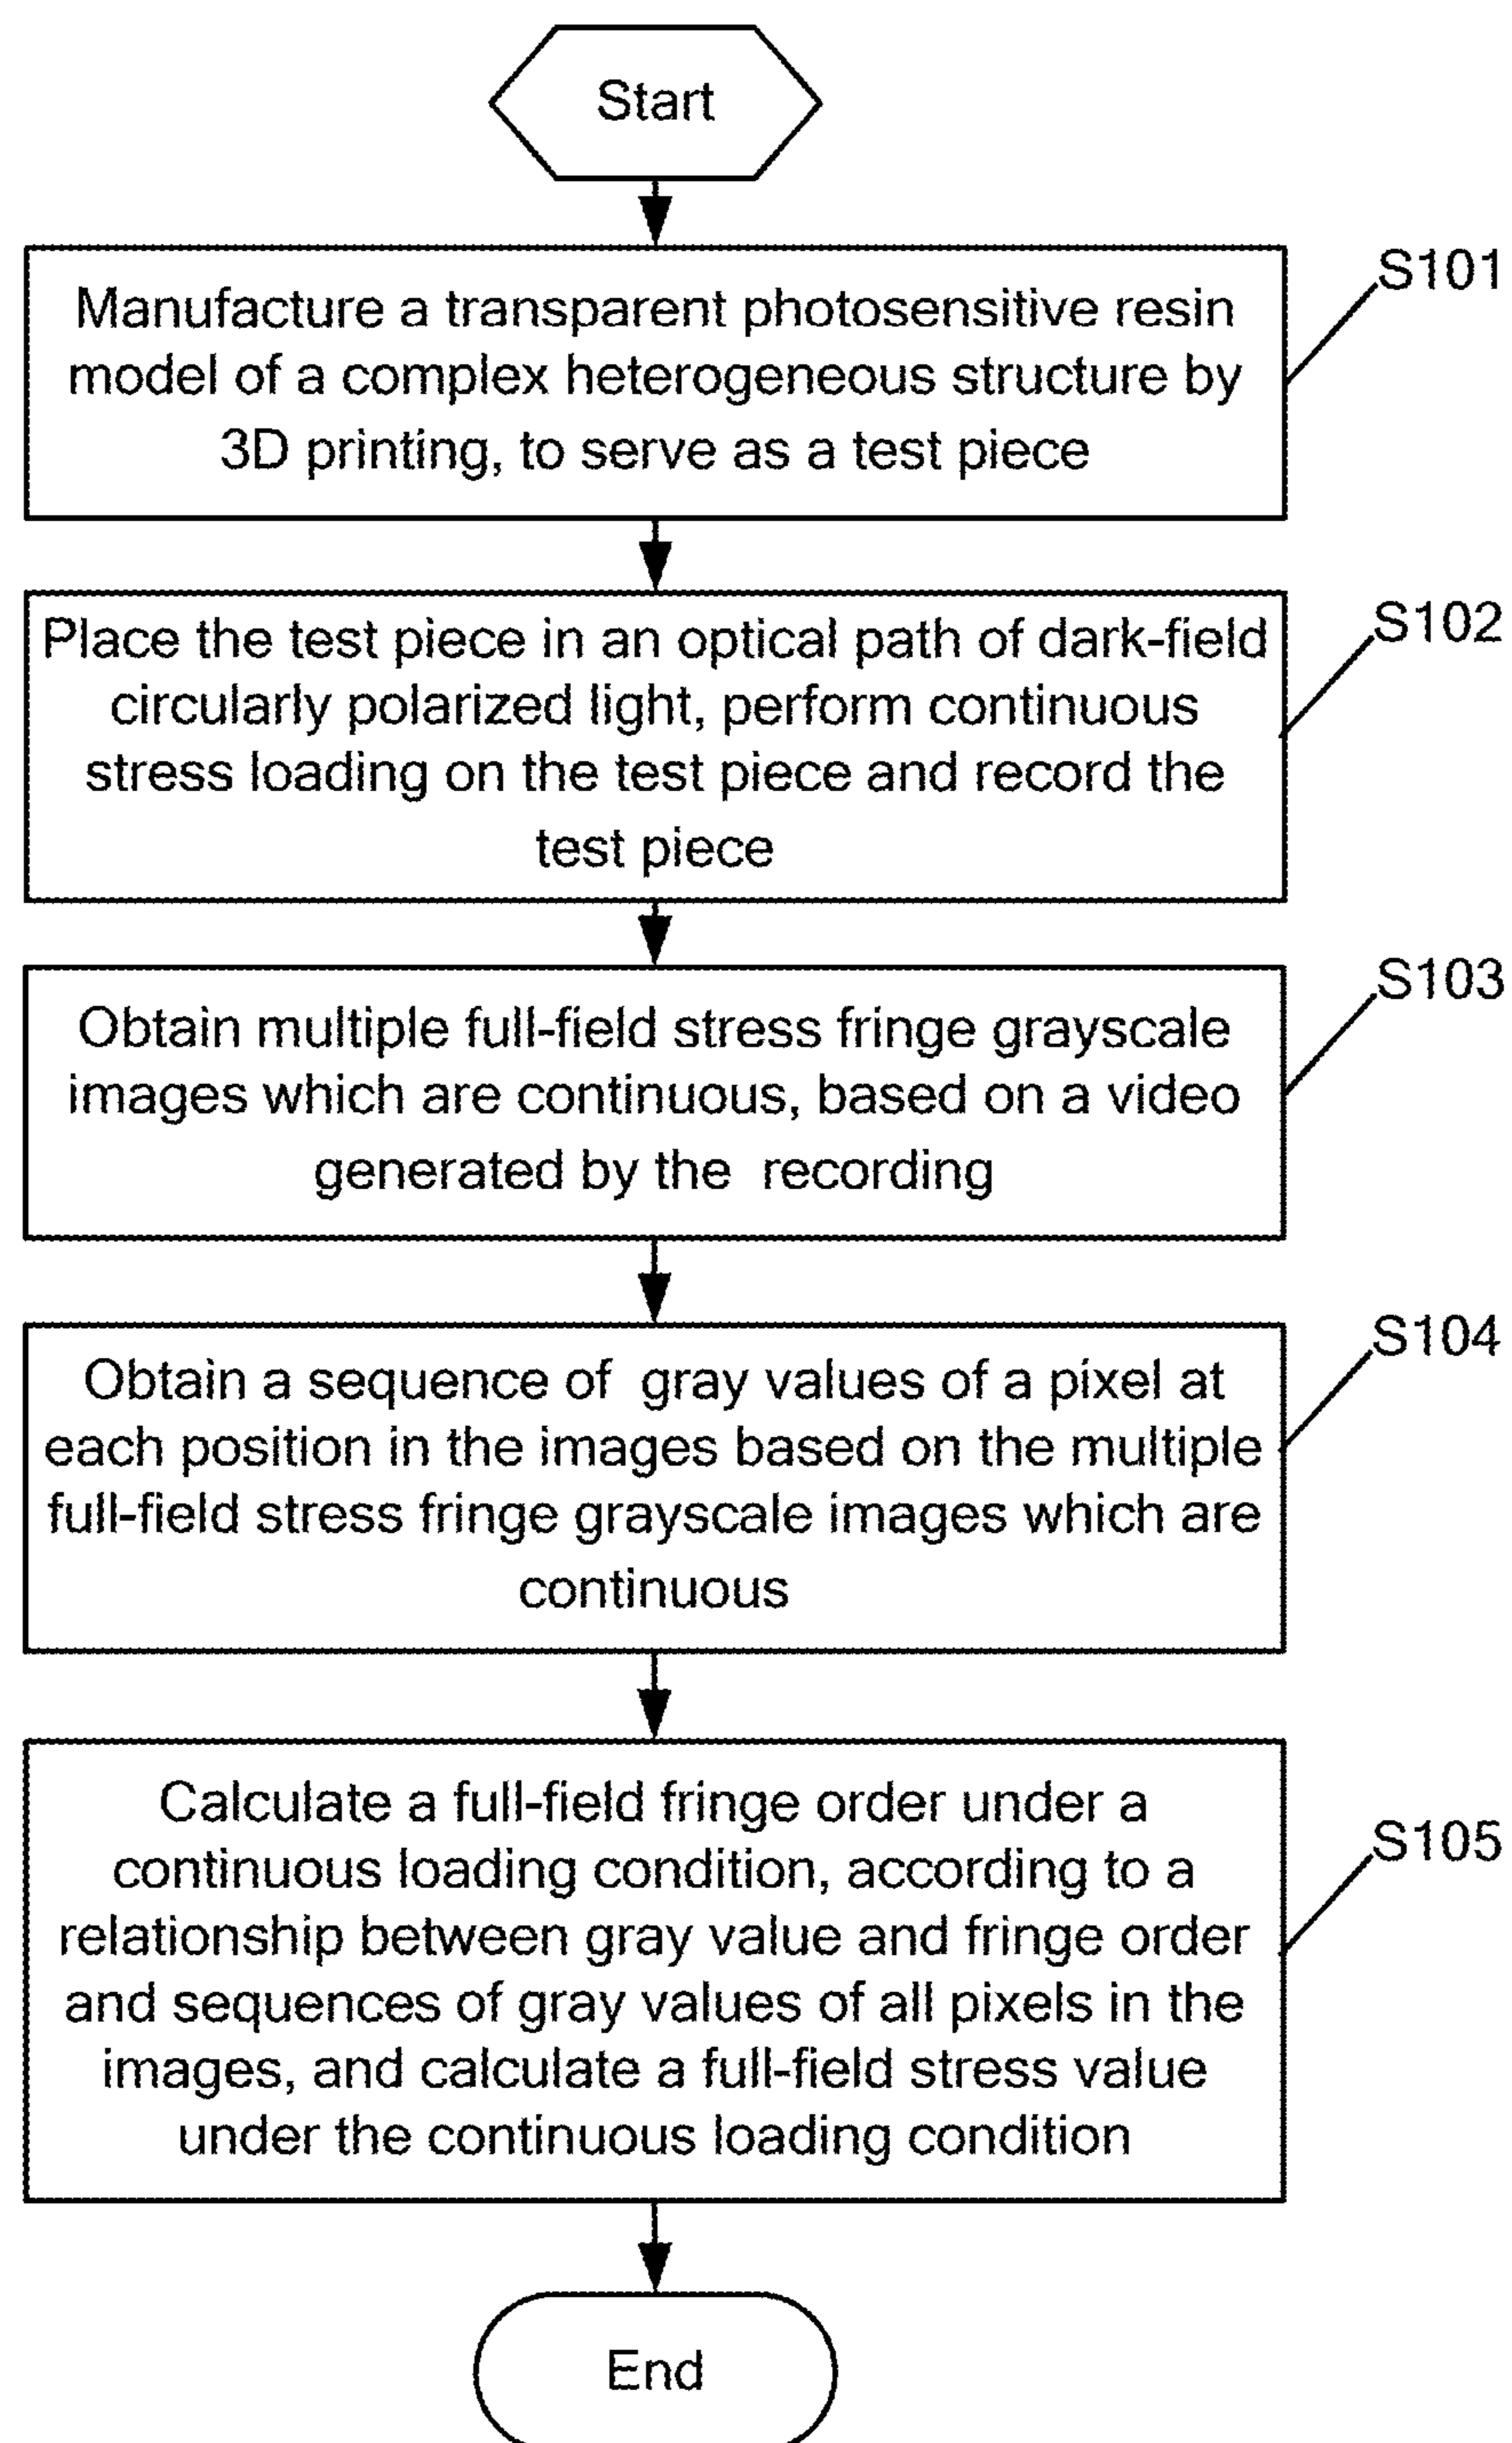 Start
S101
Manufacture a transparent photosensitive resin
model of a complex heterogeneous structure by
3D printing, to serve as a test piece
S102
Place the test piece in an optical path of dark-field
circularly polarized light, perform continuous
stress loading on the test piece and record the
test piece
S103
Obtain multiple full-field stress fringe grayscale
images which are continuous, based on a video
generated by the recording
S104
Obtain a sequence of gray values of a pixel at
each position in the images based on the multiple
full-field stress fringe grayscale images which are
continuous
S105
Calculate a full-field fringe order under a
continuous loading condition, according to a
relationship between gray value and fringe order
and sequences of gray values of all pixels in the
images, and calculate a full-field stress value
under the continuous loading condition
End